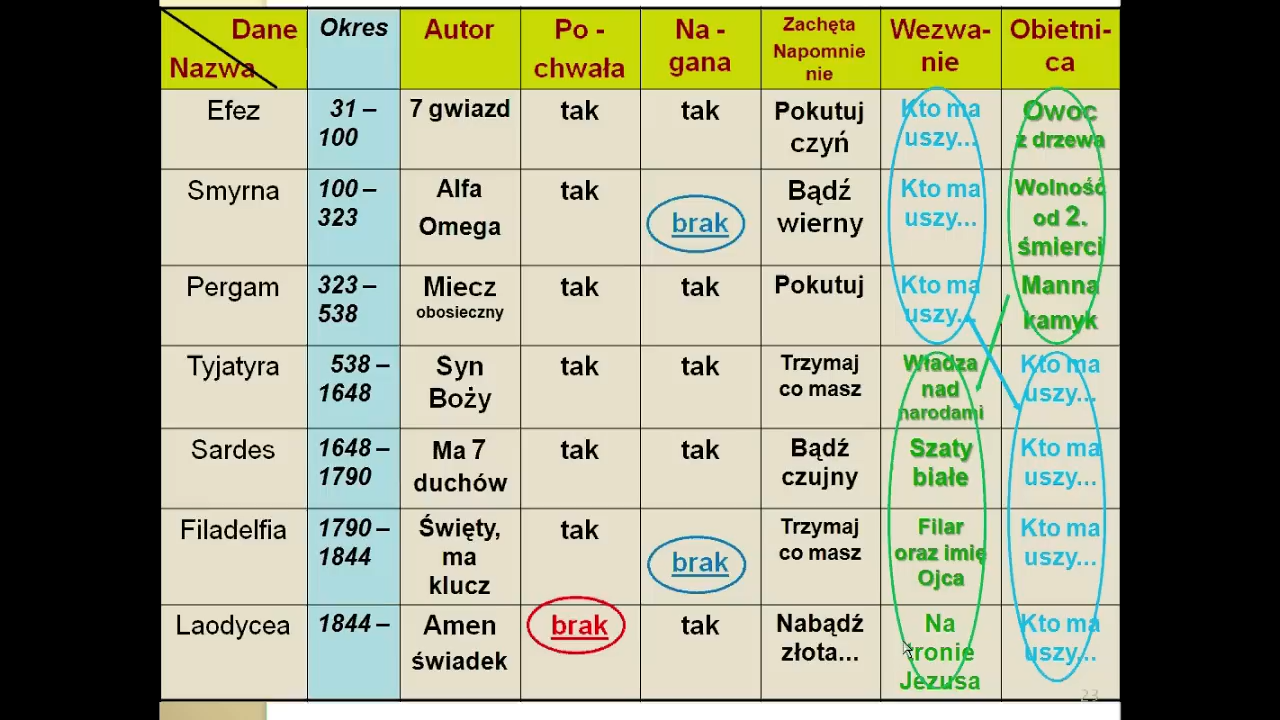 Dane
Nazwa
Okres
Autor
Po -
chwała
Na -
gana
Zachęta
Napomnie
nie
Wezwa-
nie
Obietni-
ca
Efez
31 –
100
7 gwiazd
tak
tak
Pokutuj
czyń
Kto ma
uszy...
Owoc
z drzewa
Smyrna
100 –
323
Alfa
Omega
tak
brak
Bądź
wierny
Kto ma
uszy...
Wolność
od 2.
śmierci
Pergam
323 –
538
Miecz
obosieczny
tak
tak
Pokutuj
Kto ma
uszy...
Manna
kamyk
Tyjatyra
538 –
1648
Syn
Boży
tak
tak
Trzymaj
co masz
Władza
nad
narodami
Kto ma
uszy...
Sardes
1648 –
1790
Ma 7
duchów
tak
tak
Bądź
czujny
Szaty
białe
Kto ma
uszy...
Filadelfia
1790 –
1844
Święty,
ma
klucz
tak
brak
Trzymaj
co masz
Filar
oraz imię
Ojca
Kto ma
uszy...
Laodycea
1844 –
Amen
świadek
brak
tak
Nabądź
złota...
Na
tronie
Jezusa
Kto ma
uszy...
23